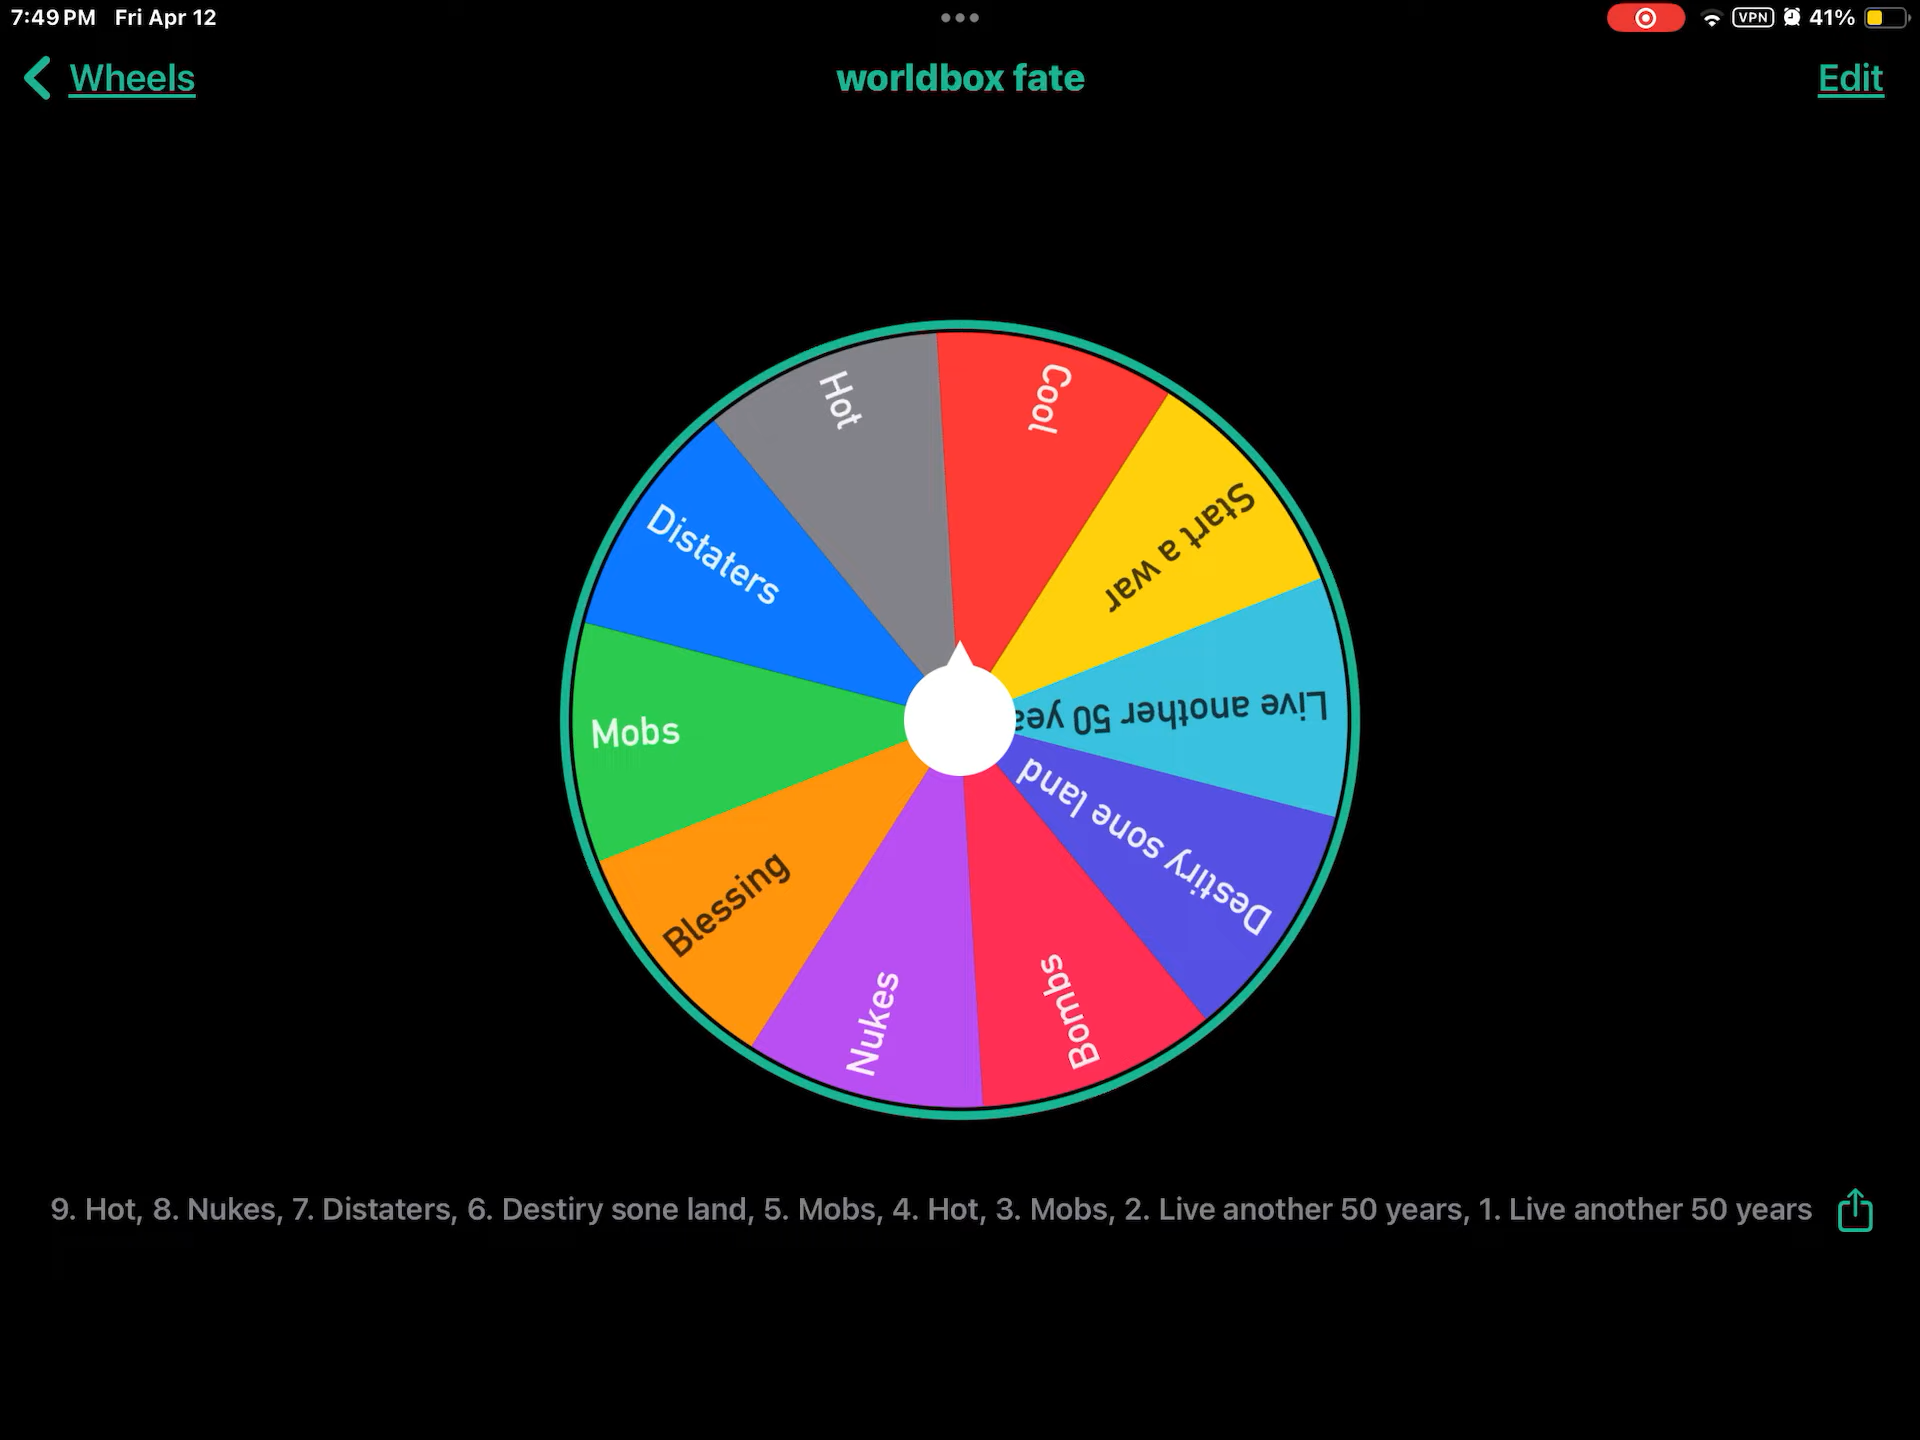 7:49 PM Fri Apr 12
VPN 41%
Wheels
worldbox fate
Edit
Hot
Cool
Start a war
Distaters
Live another 50 yea
Mobs
Destiry sone land
Blessing
Nukes
Bombs
9. Hot, 8. Nukes, 7. Distaters, 6. Destiry sone land, 5. Mobs, 4. Hot, 3. Mobs, 2. Live another 50 years, 1. Live another 50 years